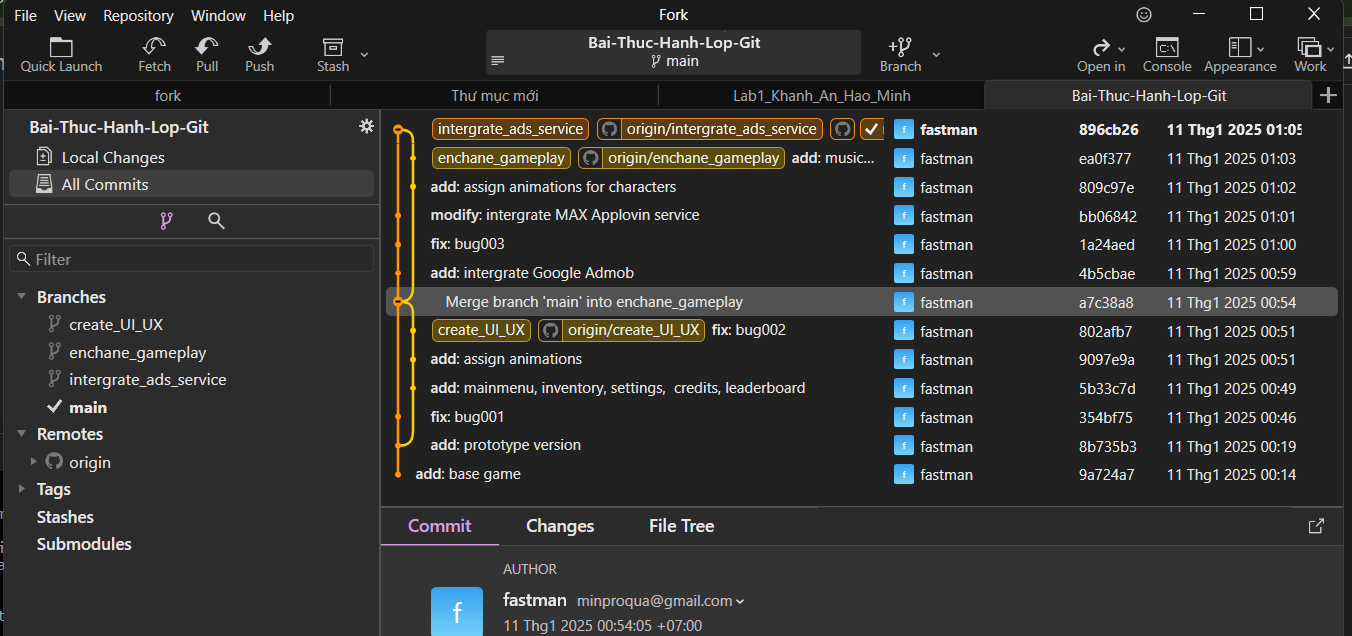 File View Repository Window Help
Fork
Quick Launch Fetch Pull Push Stash
Bai-Thuc-Hanh-Lop-Git
main
Branch Open in Console Appearance Work
fork
Thư mục mới
Lab1_Khanh_An_Hao_Minh
Bai-Thuc-Hanh-Lop-Git
Bai-Thuc-Hanh-Lop-Git
Local Changes
All Commits
Filter
Branches
create_UI_UX
enchane_gameplay
intergrate_ads_service
main
Remotes
origin
Tags
Stashes
Submodules
intergrate_ads_service origin/intergrate_ads_service fastman 896cb26 11 Thg1 2025 01:05
enchane_gameplay origin/enchane_gameplay add: music... fastman ea0f377 11 Thg1 2025 01:03
add: assign animations for characters fastman 809c97e 11 Thg1 2025 01:02
modify: intergrate MAX Applovin service fastman bb06842 11 Thg1 2025 01:01
fix: bug003 fastman 1a24aed 11 Thg1 2025 01:00
add: intergrate Google Admob fastman 4b5cbae 11 Thg1 2025 00:59
Merge branch 'main' into enchane_gameplay fastman a7c38a8 11 Thg1 2025 00:54
create_UI_UX origin/create_UI_UX fix: bug002 fastman 802afb7 11 Thg1 2025 00:51
add: assign animations fastman 9097e9a 11 Thg1 2025 00:51
add: mainmenu, inventory, settings, credits, leaderboard fastman 5b33c7d 11 Thg1 2025 00:49
fix: bug001 fastman 354bf75 11 Thg1 2025 00:46
add: prototype version fastman 8b735b3 11 Thg1 2025 00:19
add: base game fastman 9a724a7 11 Thg1 2025 00:14
Commit Changes File Tree
AUTHOR
f
fastman minproqua@gmail.com
11 Thg1 2025 00:54:05 +07:00